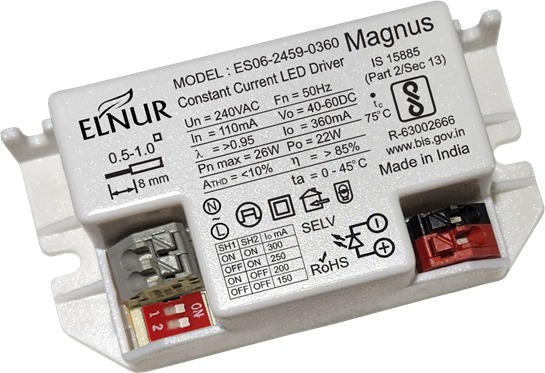 ELNUR
MODEL : ES06-2459-0360 Magnus
Constant Current LED Driver
Un = 240VAC Fn = 50Hz
In = 110mA Vo = 40-60DC
λ = >0.95 Io = 360mA
Pn max = 26W Po = 22W
ATHD = <10% η = > 85%
ta = 0 - 45°C
tc
75°C
IS 15885
(Part 2/Sec 13)
R-63002666
www.bis.gov.in
Made in India
0.5-1.0
8 mm
N
L
SELV
RoHS
SH1 SH2 Io mA
ON ON 300
ON OFF 250
OFF ON 200
OFF OFF 150
ON
1 2